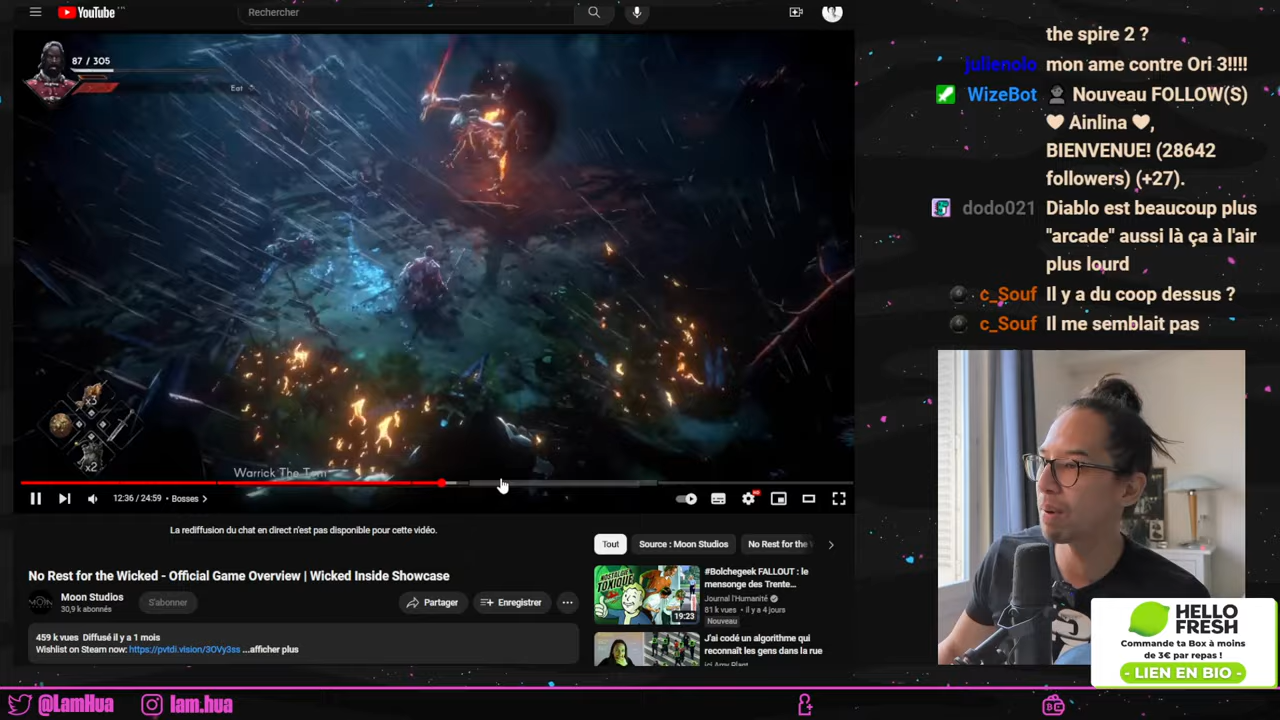 YouTube FR
Rechercher
87 / 305
Eat
x3
x2
12:36 / 24:59 • Bosses
La rediffusion du chat en direct n'est pas disponible pour cette vidéo.
No Rest for the Wicked - Official Game Overview | Wicked Inside Showcase
Moon Studios
30,9 k abonnés
S'abonner
Partager
Enregistrer
459 k vues Diffusé il y a 1 mois
Wishlist on Steam now: https://pvtdi.vision/3OVy3ss ...afficher plus
Tout
Source : Moon Studios
No Rest for the
#Bolchegeek FALLOUT : le
mensonge des Trente...
Journal l'Humanité
81 k vues • il y a 4 jours
Nouveau
19:23
J'ai codé un algorithme qui
reconnaît les gens dans la rue
the spire 2 ?
julienolo mon ame contre Ori 3!!!!
WizeBot Nouveau FOLLOW(S)
Ainlina ,
BIENVENUE! (28642
followers) (+27).
dodo021 Diablo est beaucoup plus
"arcade" aussi là ça à l'air
plus lourd
c_Souf Il y a du coop dessus ?
c_Souf Il me semblait pas
HELLO
FRESH
Commande ta Box à moins
de 3€ par repas !
- LIEN EN BIO -
@LamHua
lam.hua